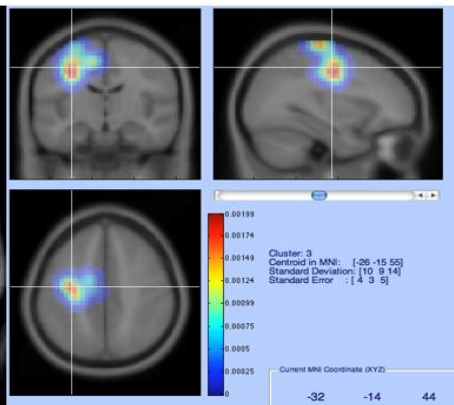 0.00199
0.00174
0.00149
0.00124
0.00099
0.00075
0.0005
0.00025
0
Cluster: 3
Centroid in MNI: [-26 -15 55]
Standard Deviation: [10 9 14]
Standard Error : [ 4 3 5]
Current MNI Coordinate (XYZ)
-32 -14 44